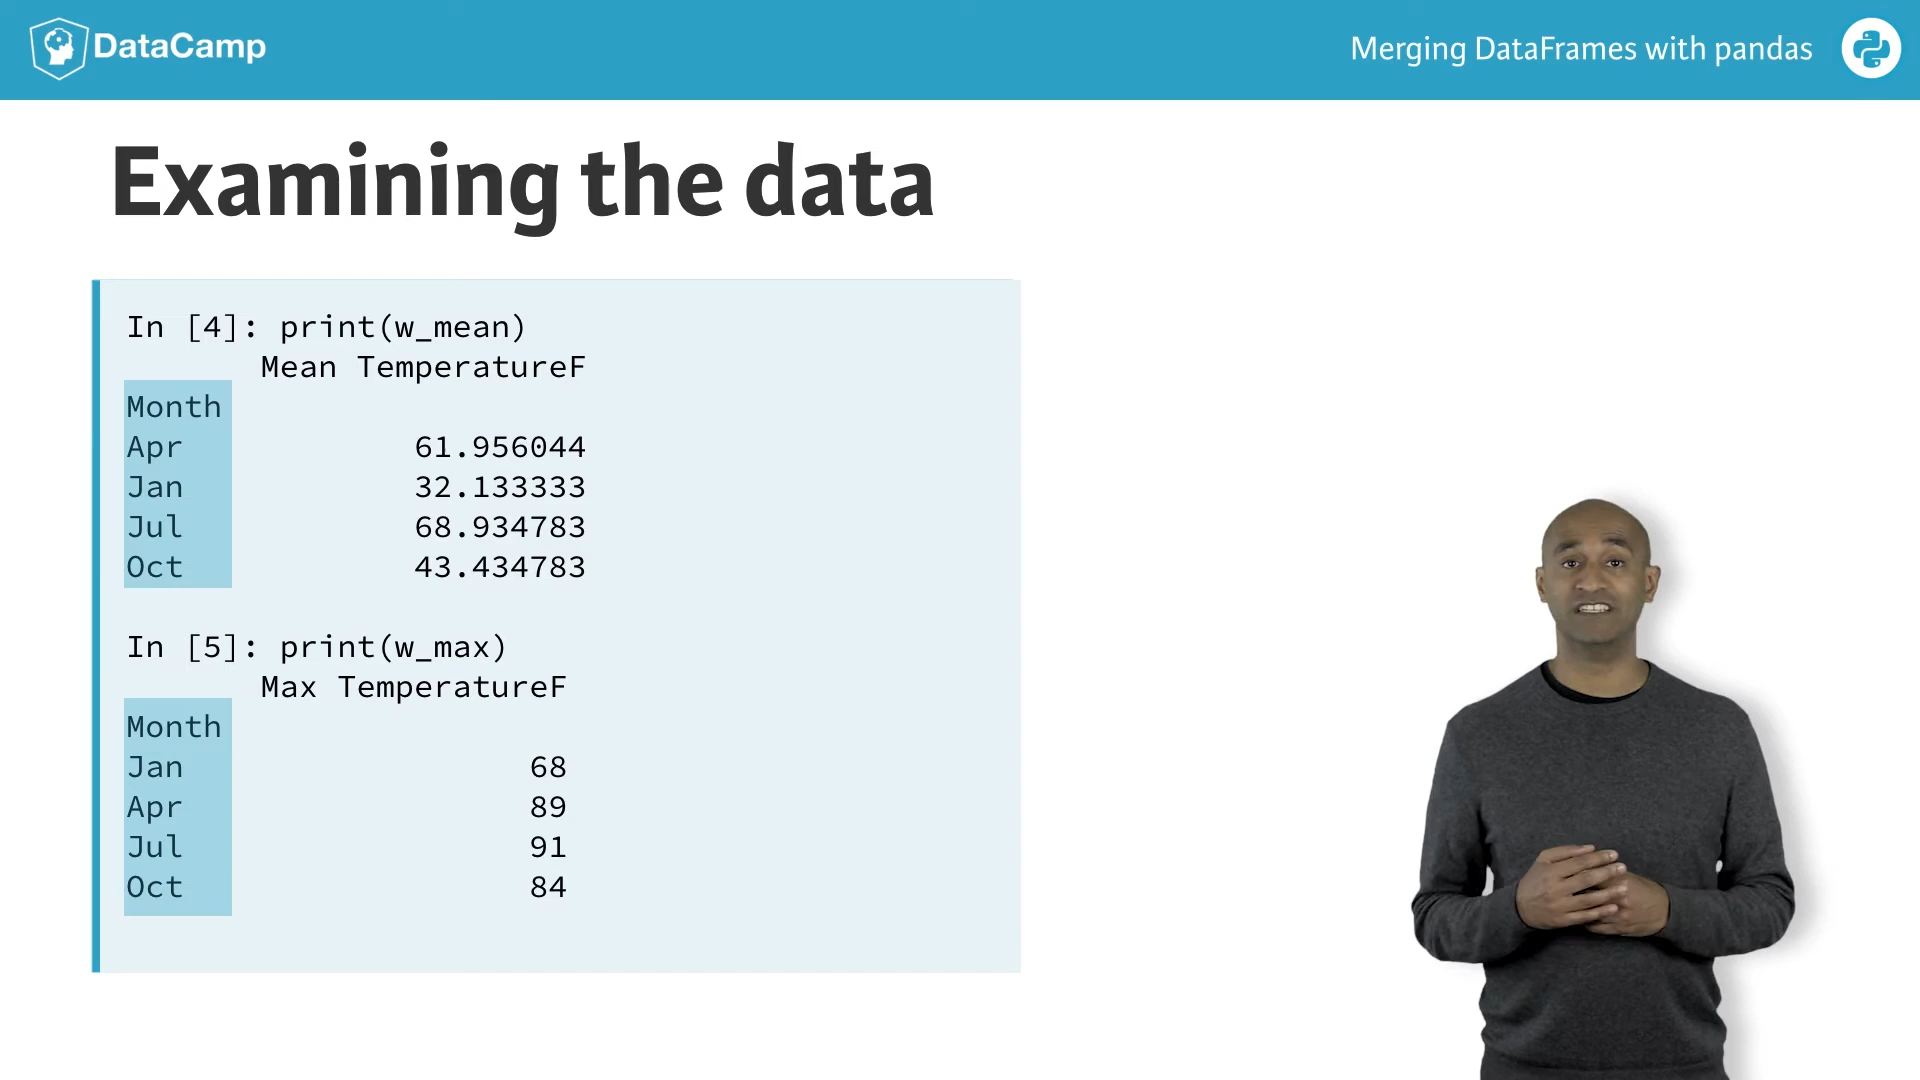 DataCamp
Merging DataFrames with pandas
Examining the data
In [4]: print(w_mean)
Mean TemperatureF
Month
Apr 61.956044
Jan 32.133333
Jul 68.934783
Oct 43.434783
In [5]: print(w_max)
Max TemperatureF
Month
Jan 68
Apr 89
Jul 91
Oct 84